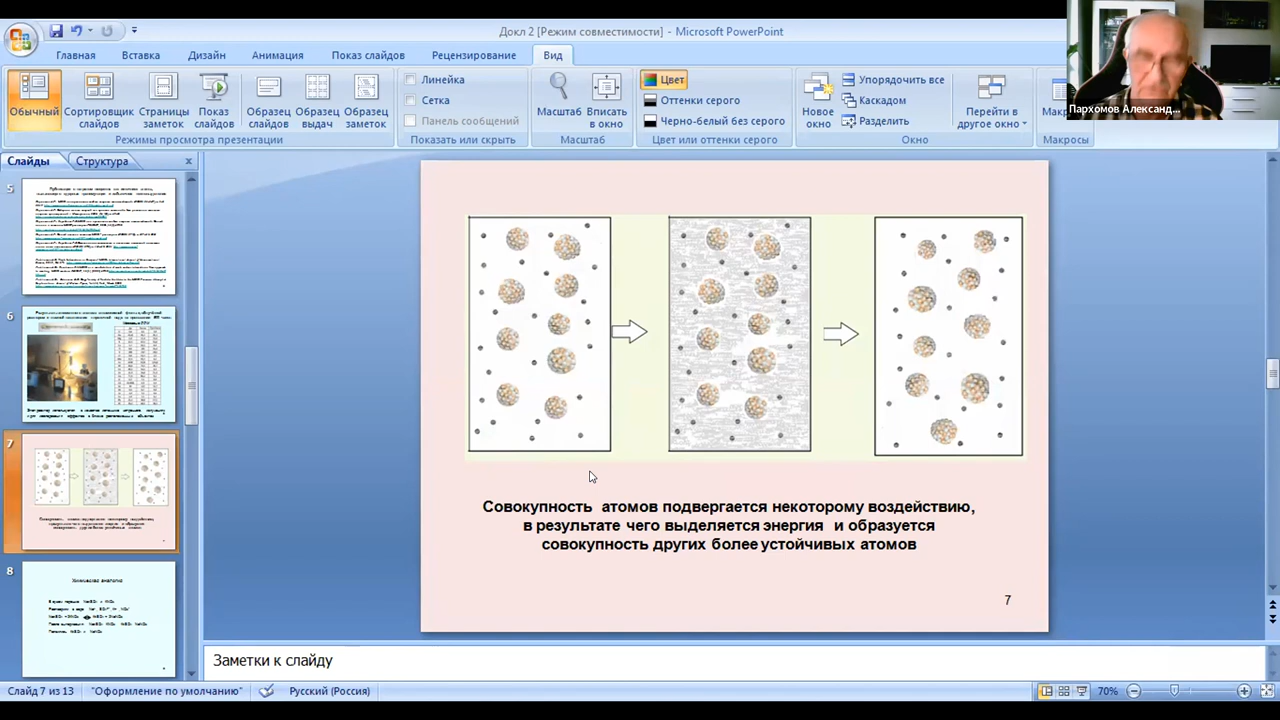 Докл 2 [Режим совместимости] - Microsoft PowerPoint
Главная Вставка Дизайн Анимация Показ слайдов Рецензирование Вид
Обычный
Сортировщик слайдов
Страницы заметок
Показ слайдов
Образец слайдов
Образец выдач
Образец заметок
Режимы просмотра презентации
Линейка
Сетка
Панель сообщений
Показать или скрыть
Масштаб
Вписать в окно
Масштаб
Цвет
Оттенки серого
Черно-белый без серого
Цвет или оттенки серого
Новое окно
Упорядочить все
Каскадом
Разделить
Перейти в другое окно
Окно
Макросы
Пархомов Александ...
Слайды Структура x
5
6
7
8
Химическая аналогия
Совокупность атомов подвергается некоторому воздействию,
в результате чего выделяется энергия и образуется
совокупность других более устойчивых атомов
7
Заметки к слайду
Слайд 7 из 13 "Оформление по умолчанию" Русский (Россия) 70%